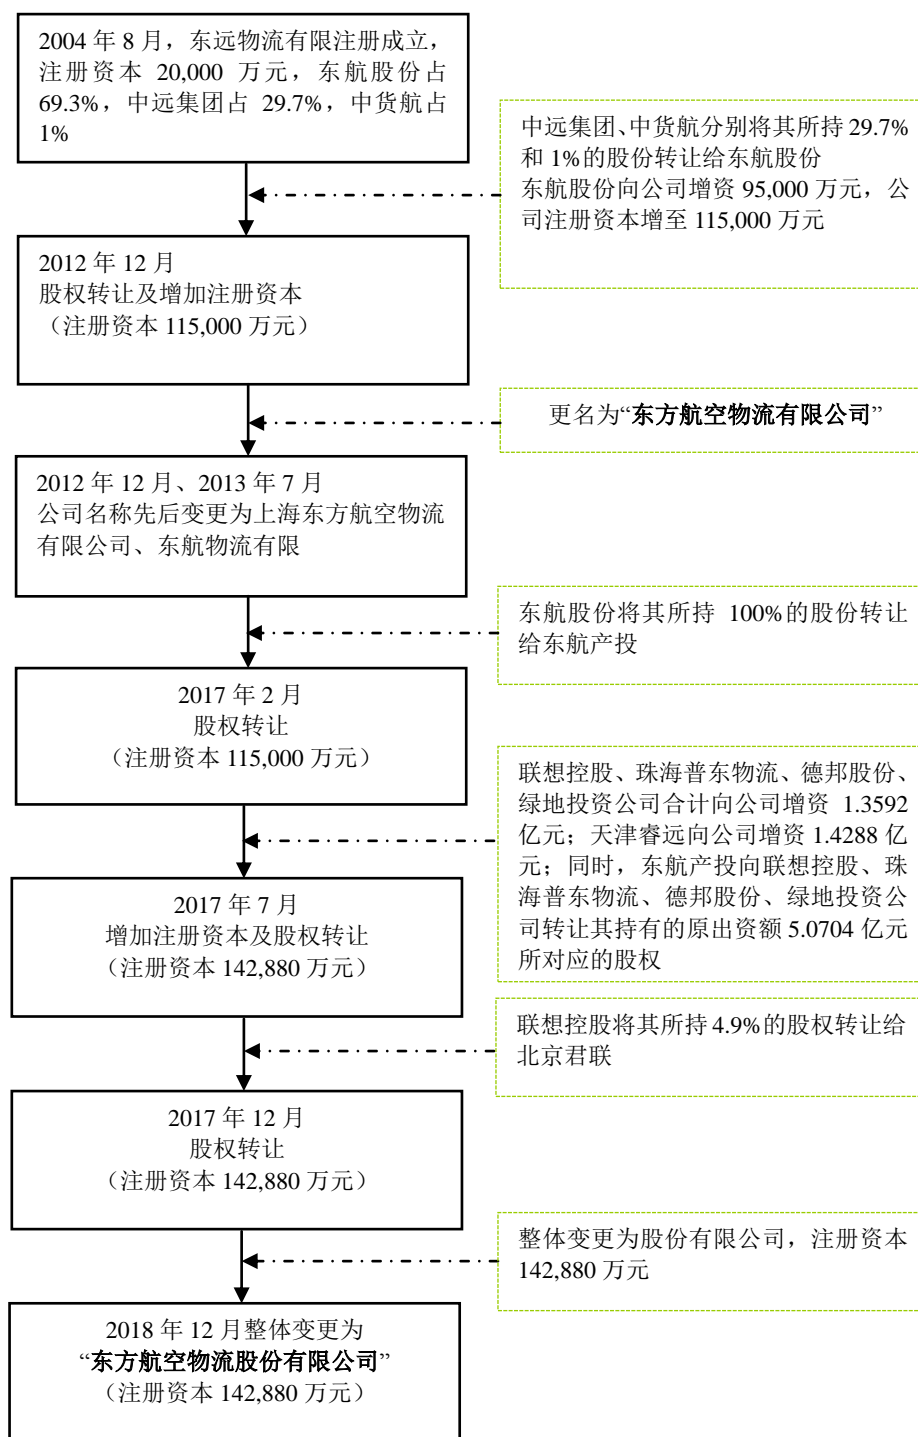 2004 年 8 月，东远物流有限注册成立，
注册资本 20,000 万元，东航股份占
69.3%，中远集团占 29.7%，中货航占
1%
中远集团、中货航分别将其所持 29.7%
和 1%的股份转让给东航股份
东航股份向公司增资 95,000 万元，公
司注册资本增至 115,000 万元
2012 年 12 月
股权转让及增加注册资本
（注册资本 115,000 万元）
更名为“东方航空物流有限公司”
2012 年 12 月、2013 年 7 月
公司名称先后变更为上海东方航空物流
有限公司、东航物流有限
东航股份将其所持 100%的股份转让
给东航产投
2017 年 2 月
股权转让
（注册资本 115,000 万元）
联想控股、珠海普东物流、德邦股份、
绿地投资公司合计向公司增资 1.3592
亿元；天津睿远向公司增资 1.4288 亿
元；同时，东航产投向联想控股、珠
海普东物流、德邦股份、绿地投资公
司转让其持有的原出资额 5.0704 亿元
所对应的股权
2017 年 7 月
增加注册资本及股权转让
（注册资本 142,880 万元）
联想控股将其所持 4.9%的股权转让给
北京君联
2017 年 12 月
股权转让
（注册资本 142,880 万元）
整体变更为股份有限公司，注册资本
142,880 万元
2018 年 12 月整体变更为
“东方航空物流股份有限公司”
（注册资本 142,880 万元）